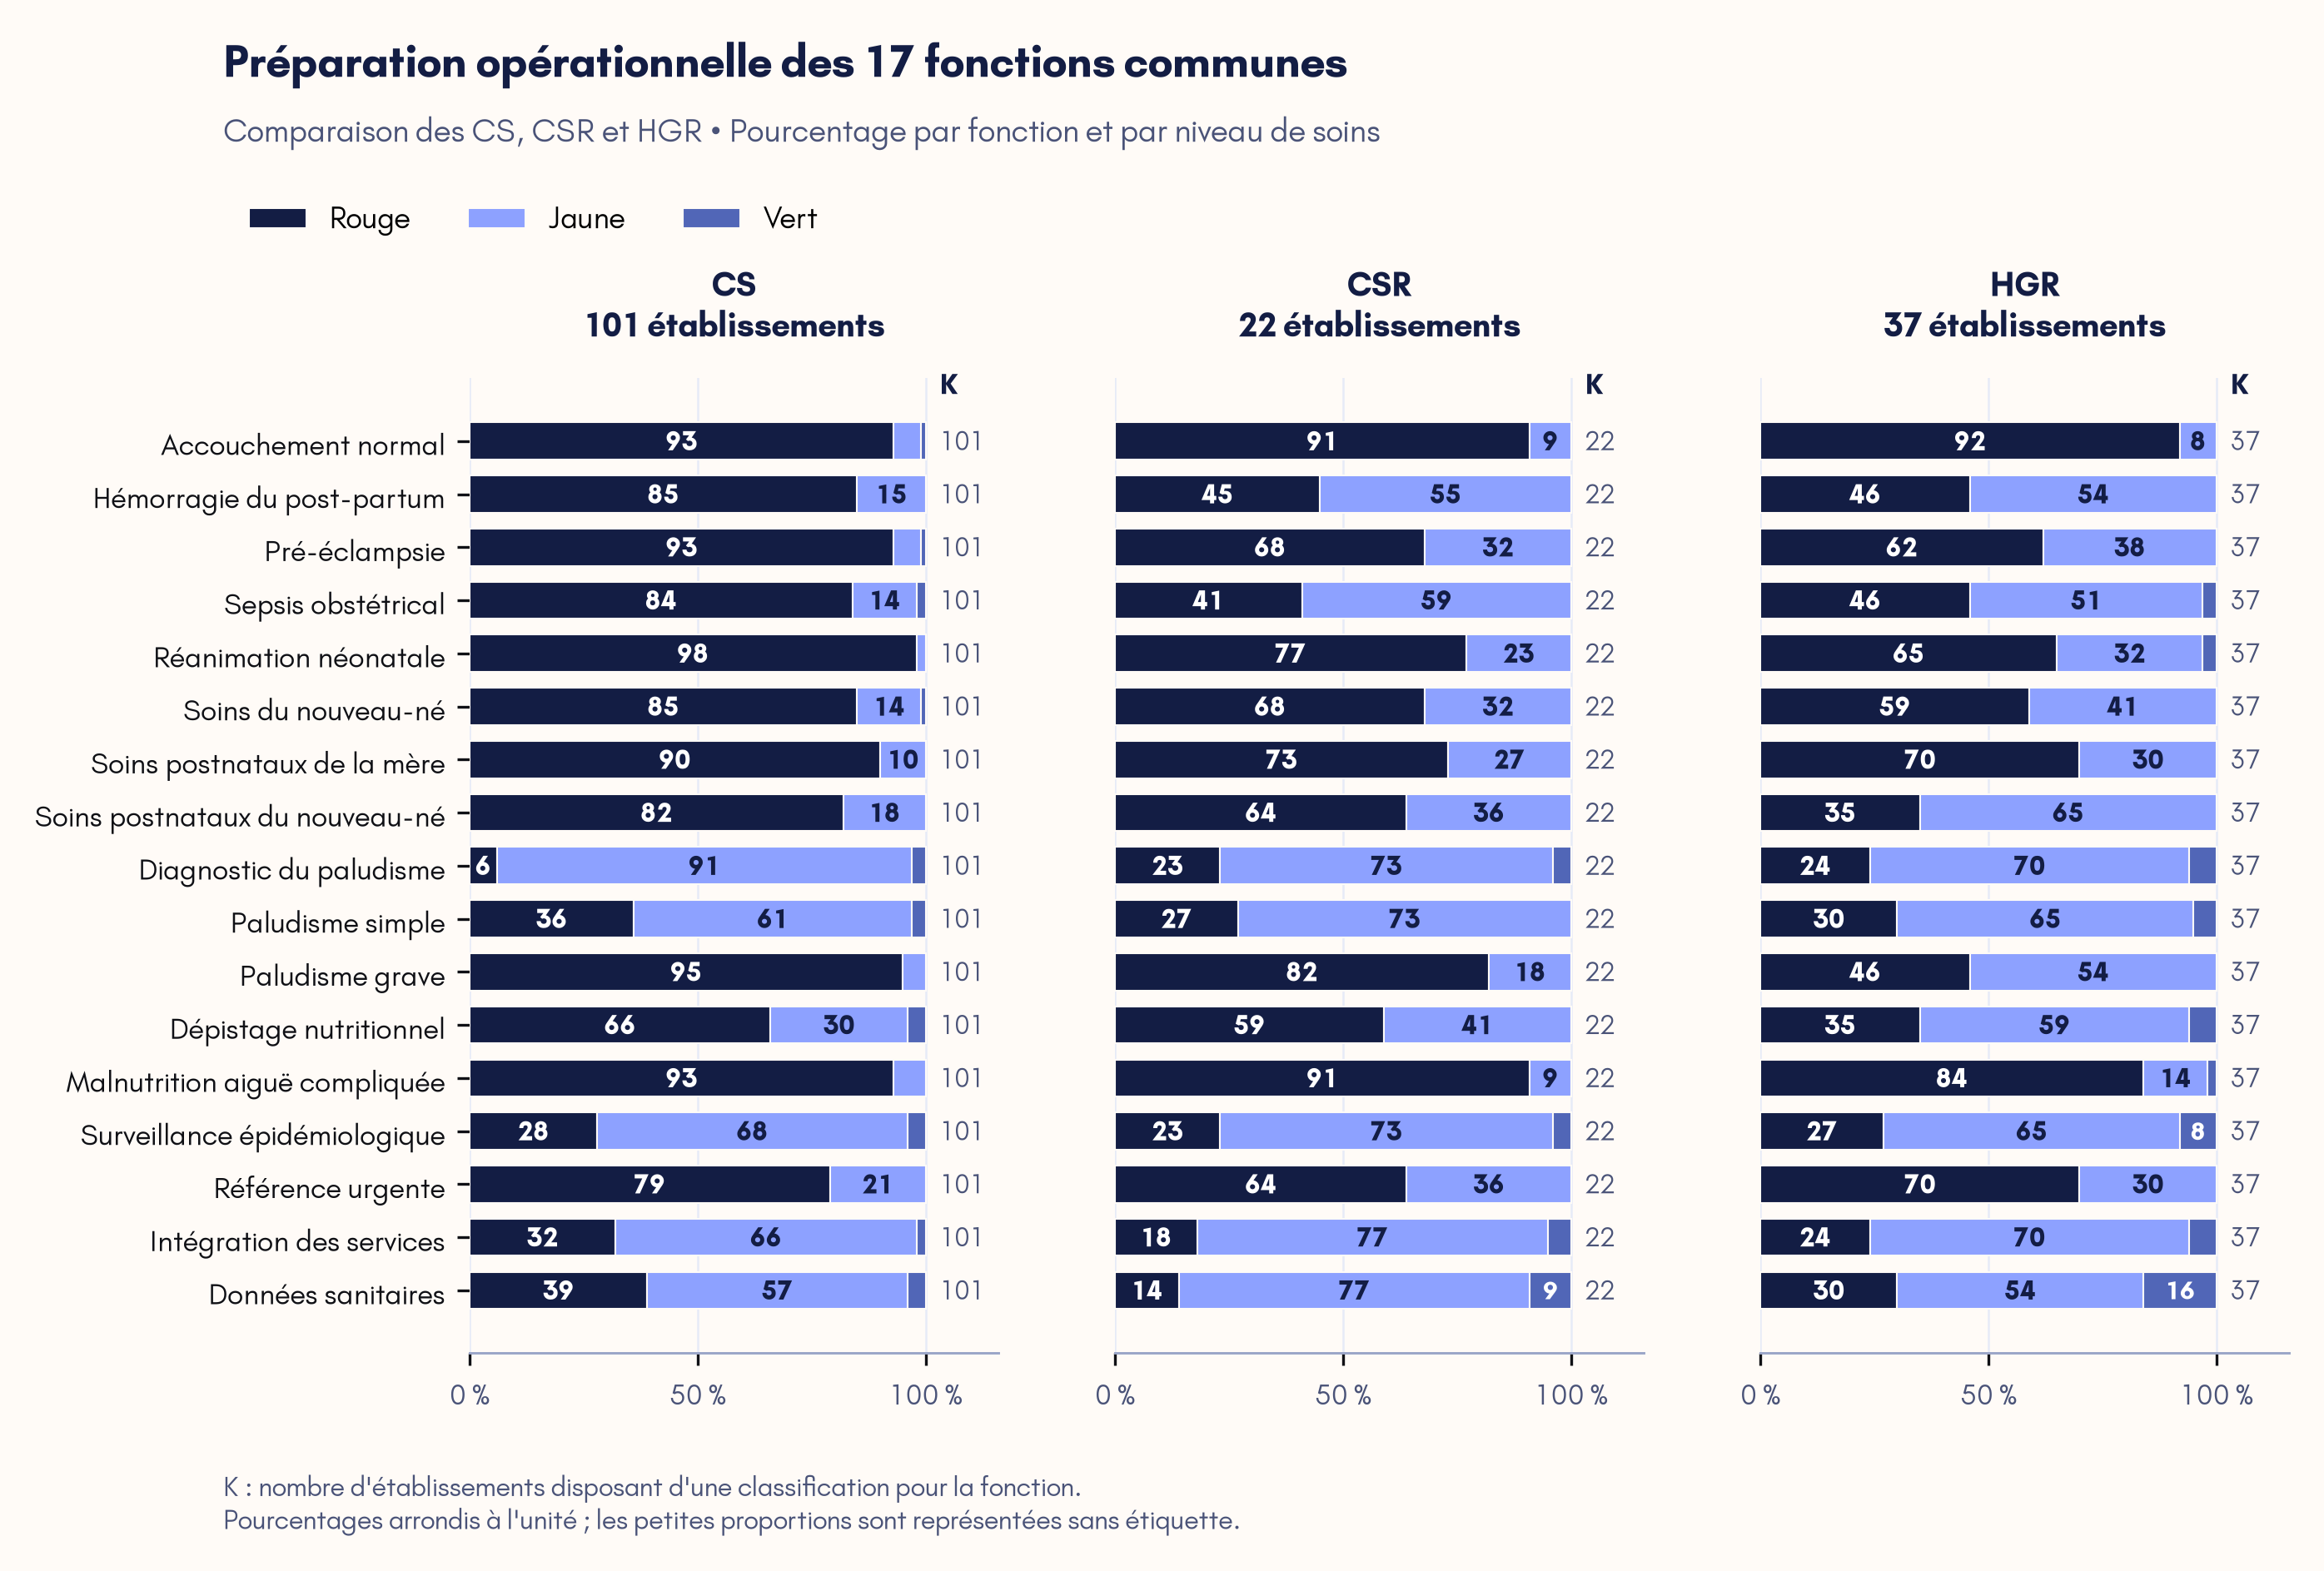 Préparation opérationnelle des 17 fonctions communes
Comparaison des CS, CSR et HGR • Pourcentage par fonction et par niveau de soins
Rouge Jaune Vert
CS CSR HGR
101 établissements 22 établissements 37 établissements
K K K
Accouchement normal 93 101 91 9 22 92 8 37
Hémorragie du post-partum 85 15 101 45 55 22 46 54 37
Pré-éclampsie 93 101 68 32 22 62 38 37
Sepsis obstétrical 84 14 101 41 59 22 46 51 37
Réanimation néonatale 98 101 77 23 22 65 32 37
Soins du nouveau-né 85 14 101 68 32 22 59 41 37
Soins postnataux de la mère 90 10 101 73 27 22 70 30 37
Soins postnataux du nouveau-né 82 18 101 64 36 22 35 65 37
Diagnostic du paludisme 6 91 101 23 73 22 24 70 37
Paludisme simple 36 61 101 27 73 22 30 65 37
Paludisme grave 95 101 82 18 22 46 54 37
Dépistage nutritionnel 66 30 101 59 41 22 35 59 37
Malnutrition aiguë compliquée 93 101 91 9 22 84 14 37
Surveillance épidémiologique 28 68 101 23 73 22 27 65 8 37
Référence urgente 79 21 101 64 36 22 70 30 37
Intégration des services 32 66 101 18 77 22 24 70 37
Données sanitaires 39 57 101 14 77 9 22 30 54 16 37
0 % 50 % 100 % 0 % 50 % 100 % 0 % 50 % 100 %
K : nombre d'établissements disposant d'une classification pour la fonction.
Pourcentages arrondis à l'unité ; les petites proportions sont représentées sans étiquette.